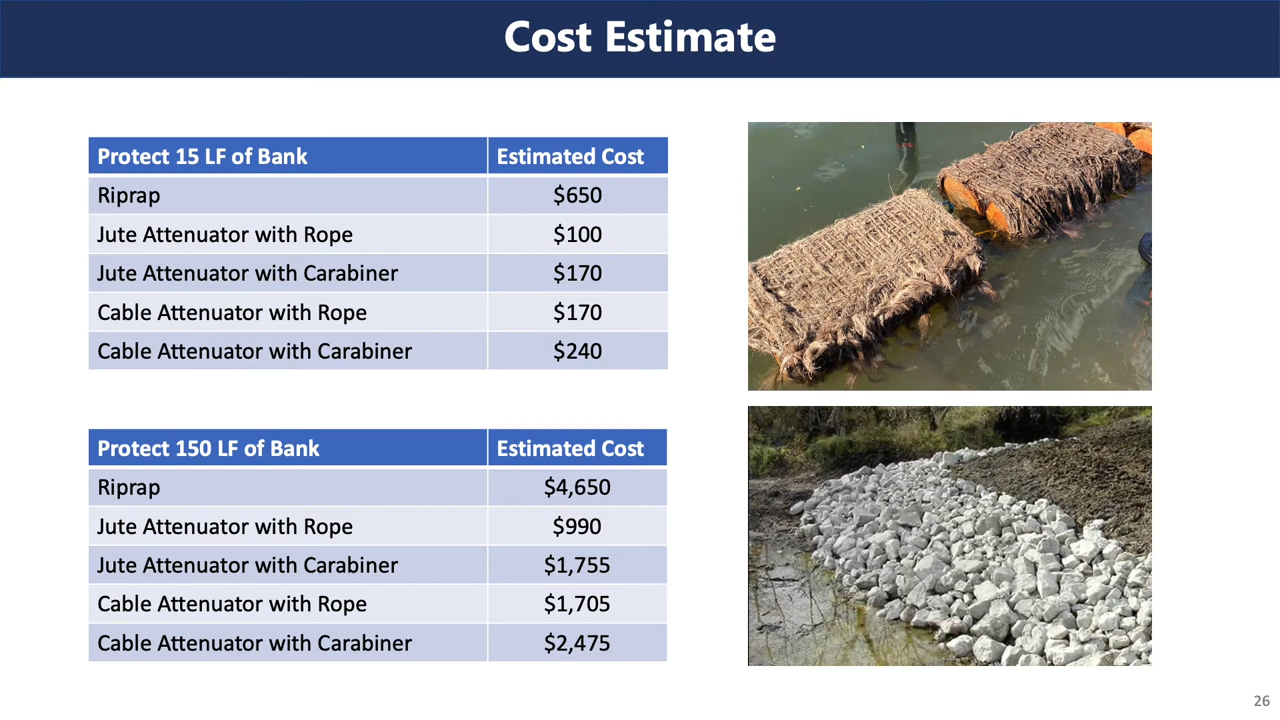 Cost Estimate
Protect 15 LF of Bank Estimated Cost
Riprap $650
Jute Attenuator with Rope $100
Jute Attenuator with Carabiner $170
Cable Attenuator with Rope $170
Cable Attenuator with Carabiner $240
Protect 150 LF of Bank Estimated Cost
Riprap $4,650
Jute Attenuator with Rope $990
Jute Attenuator with Carabiner $1,755
Cable Attenuator with Rope $1,705
Cable Attenuator with Carabiner $2,475
26